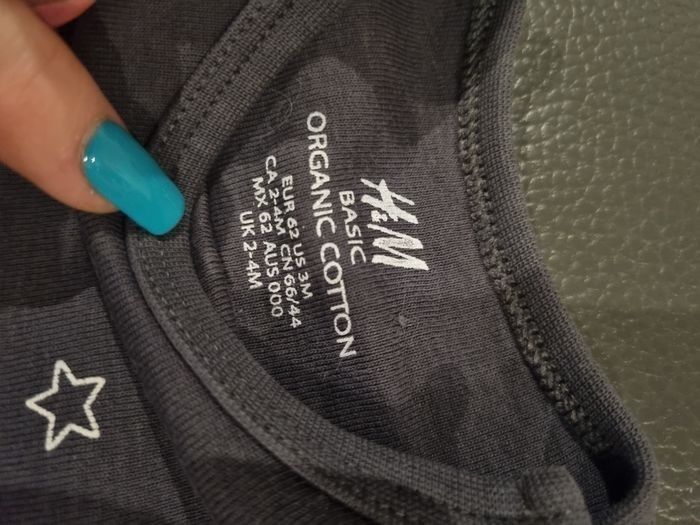 H&M
BASIC
ORGANIC COTTON
EUR 62 US 3M
CA 2-4M CN 66/44
MX 62 AUS 000
UK 2-4M